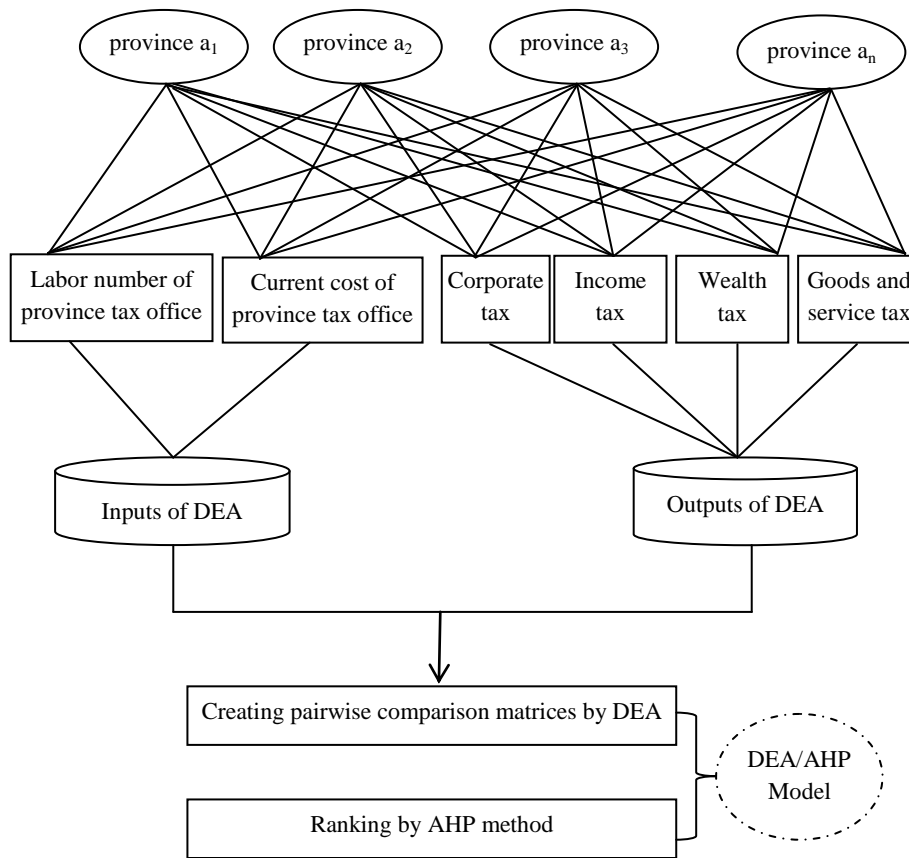 province a₁
province a₂
province a₃
province aₙ
Labor number of
province tax office
Current cost of
province tax office
Corporate
tax
Income
tax
Wealth
tax
Goods and
service tax
Inputs of DEA
Outputs of DEA
Creating pairwise comparison matrices by DEA
DEA/AHP
Model
Ranking by AHP method